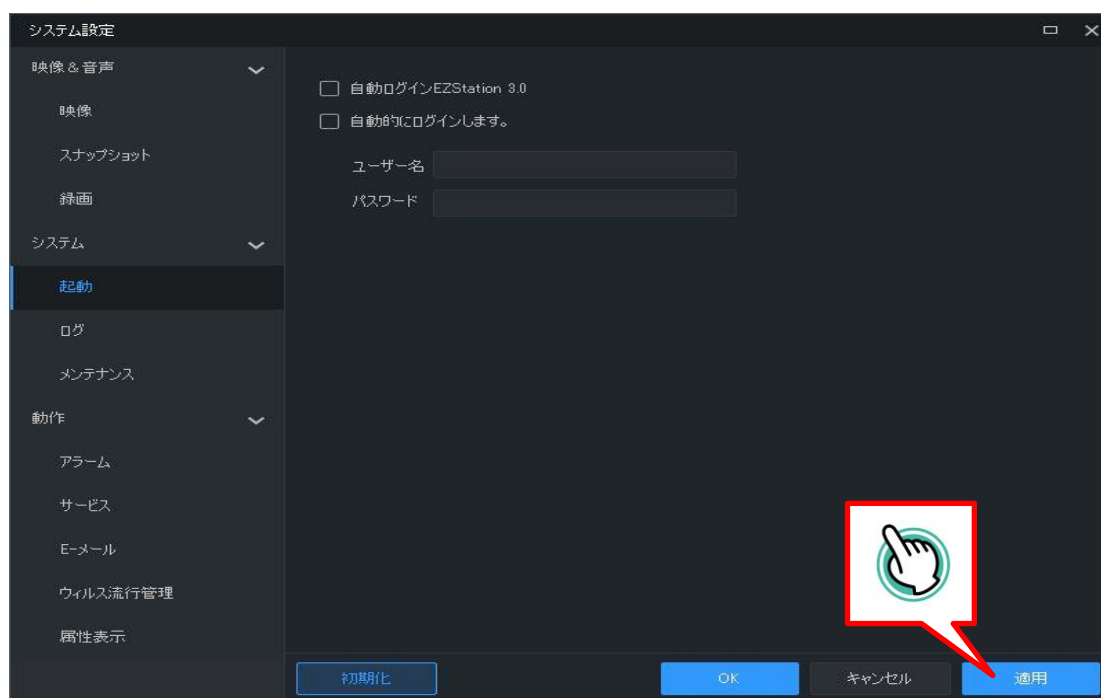 システム設定
映像&音声
映像
スナップショット
録画
システム
起動
ログ
メンテナンス
動作
アラーム
サービス
E-メール
ウィルス流行管理
属性表示
自動ログインEZStation 3.0
自動的にログインします。
ユーザー名
パスワード
初期化
OK
キャンセル
適用